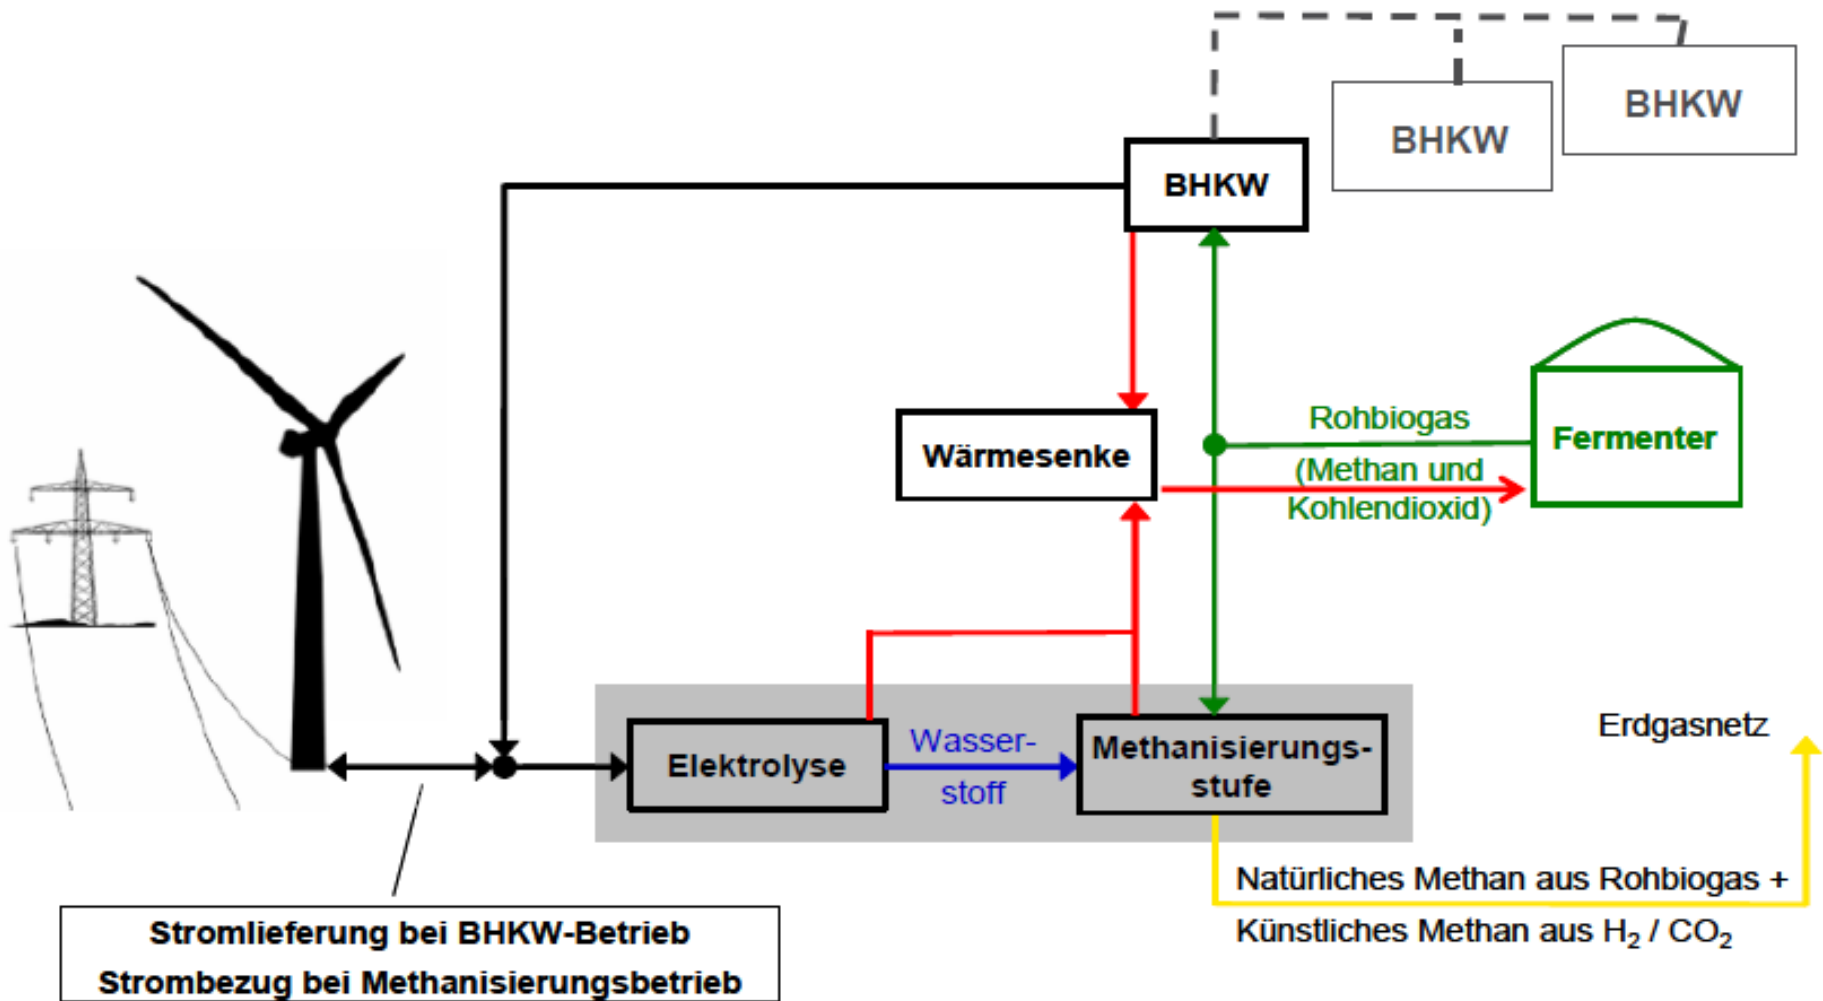 BHKW
BHKW
BHKW
Rohbiogas
(Methan und
Kohlendioxid)
Fermenter
Wärmesenke
Elektrolyse
Wasser-
stoff
Methanisierungs-
stufe
Erdgasnetz
Natürliches Methan aus Rohbiogas +
Künstliches Methan aus H₂ / CO₂
Stromlieferung bei BHKW-Betrieb
Strombezug bei Methanisierungsbetrieb